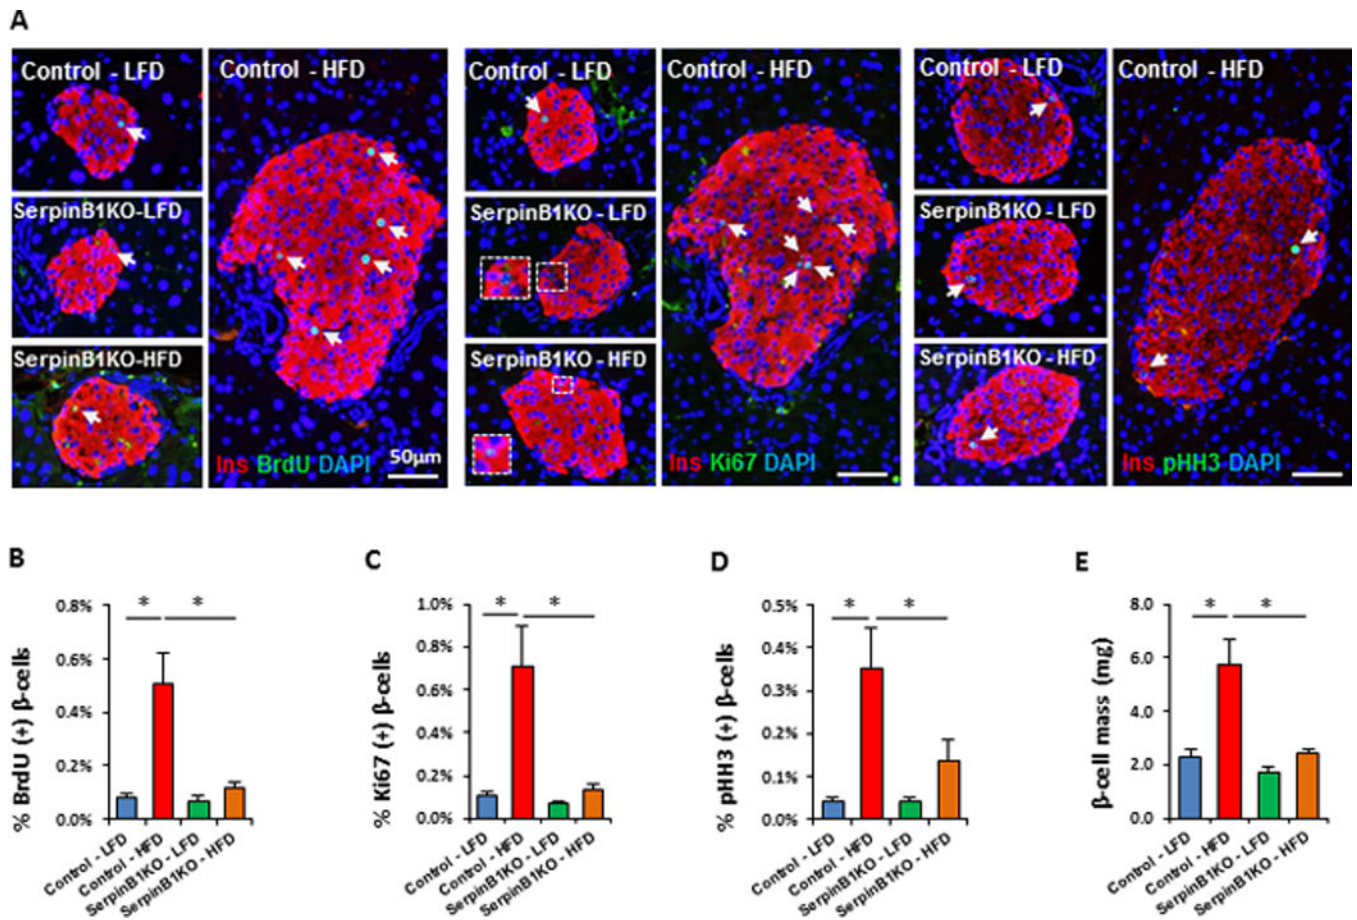 A
Control - LFD
Control - HFD
Control - LFD
Control - HFD
Control - LFD
Control - HFD
SerpinB1KO-LFD
SerpinB1KO - LFD
SerpinB1KO - LFD
SerpinB1KO-HFD
SerpinB1KO - HFD
SerpinB1KO - HFD
Ins BrdU DAPI
50µm
Ins Ki67 DAPI
Ins pHH3 DAPI
B
% BrdU (+) β-cells
0.8%
0.6%
0.4%
0.2%
0.0%
* *
Control - LFD
Control - HFD
SerpinB1KO - LFD
SerpinB1KO - HFD
C
% Ki67 (+) β-cells
1.0%
0.8%
0.6%
0.4%
0.2%
0.0%
* *
Control - LFD
Control - HFD
SerpinB1KO - LFD
SerpinB1KO - HFD
D
% pHH3 (+) β-cells
0.5%
0.4%
0.3%
0.2%
0.1%
0.0%
* *
Control - LFD
Control - HFD
SerpinB1KO - LFD
SerpinB1KO - HFD
E
β-cell mass (mg)
8.0
6.0
4.0
2.0
0.0
* *
Control - LFD
Control - HFD
SerpinB1KO - LFD
SerpinB1KO - HFD